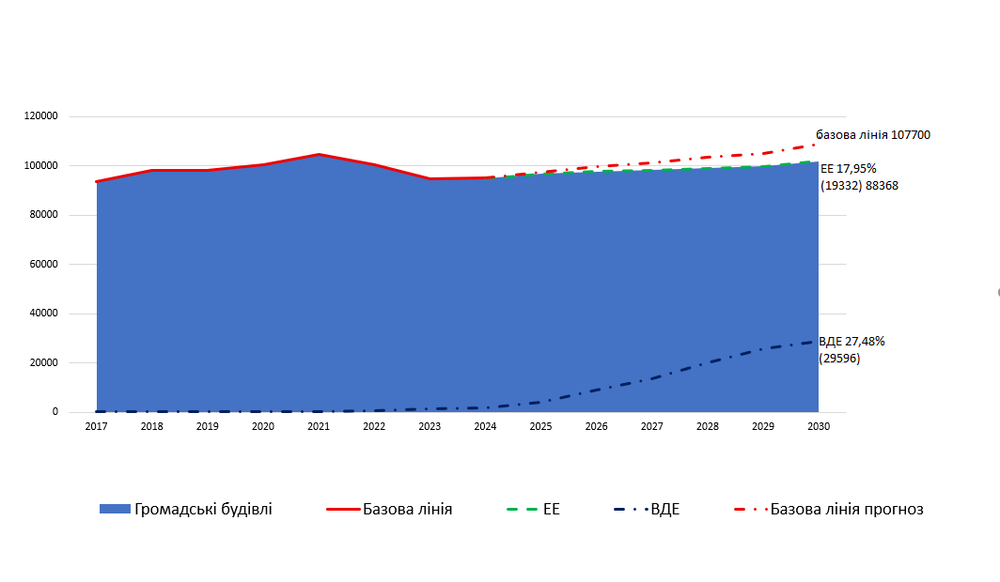 120000
базова лінія 107700
100000
ЕЕ 17,95%
(19332) 88368
80000
60000
40000
ВДЕ 27,48%
(29596)
20000
0
2017 2018 2019 2020 2021 2022 2023 2024 2025 2026 2027 2028 2029 2030
Громадські будівлі Базова лінія ЕЕ ВДЕ Базова лінія прогноз